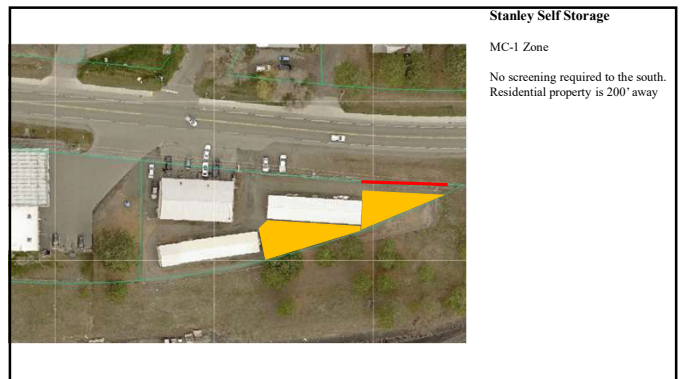 Stanley Self Storage
MC-1 Zone
No screening required to the south.
Residential property is 200' away